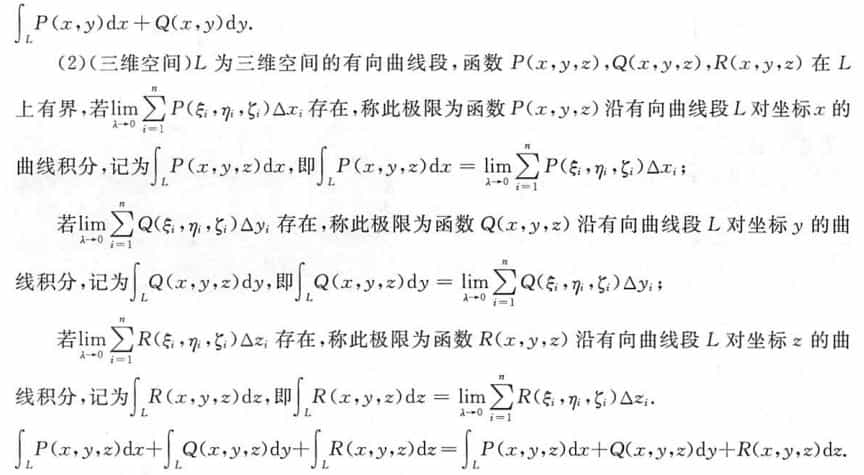 $\int_L P(x,y)\mathrm{d}x+Q(x,y)\mathrm{d}y.$
(2)(三维空间)L 为三维空间的有向曲线段,函数 $P(x,y,z),Q(x,y,z),R(x,y,z)$ 在 L
上有界,若$\lim\limits_{\lambda\to 0}\sum\limits_{i=1}^{n}P(\xi_i,\eta_i,\zeta_i)\Delta x_i$ 存在,称此极限为函数 $P(x,y,z)$ 沿有向曲线段 L 对坐标 x 的
曲线积分,记为$\int_L P(x,y,z)\mathrm{d}x$,即$\int_L P(x,y,z)\mathrm{d}x=\lim\limits_{\lambda\to 0}\sum\limits_{i=1}^{n}P(\xi_i,\eta_i,\zeta_i)\Delta x_i$;
若$\lim\limits_{\lambda\to 0}\sum\limits_{i=1}^{n}Q(\xi_i,\eta_i,\zeta_i)\Delta y_i$ 存在,称此极限为函数 $Q(x,y,z)$ 沿有向曲线段 L 对坐标 y 的曲
线积分,记为$\int_L Q(x,y,z)\mathrm{d}y$,即$\int_L Q(x,y,z)\mathrm{d}y=\lim\limits_{\lambda\to 0}\sum\limits_{i=1}^{n}Q(\xi_i,\eta_i,\zeta_i)\Delta y_i$;
若$\lim\limits_{\lambda\to 0}\sum\limits_{i=1}^{n}R(\xi_i,\eta_i,\zeta_i)\Delta z_i$ 存在,称此极限为函数 $R(x,y,z)$ 沿有向曲线段 L 对坐标 z 的曲
线积分,记为$\int_L R(x,y,z)\mathrm{d}z$,即$\int_L R(x,y,z)\mathrm{d}z=\lim\limits_{\lambda\to 0}\sum\limits_{i=1}^{n}R(\xi_i,\eta_i,\zeta_i)\Delta z_i.$
$\int_L P(x,y,z)\mathrm{d}x+\int_L Q(x,y,z)\mathrm{d}y+\int_L R(x,y,z)\mathrm{d}z=\int_L P(x,y,z)\mathrm{d}x+Q(x,y,z)\mathrm{d}y+R(x,y,z)\mathrm{d}z.$